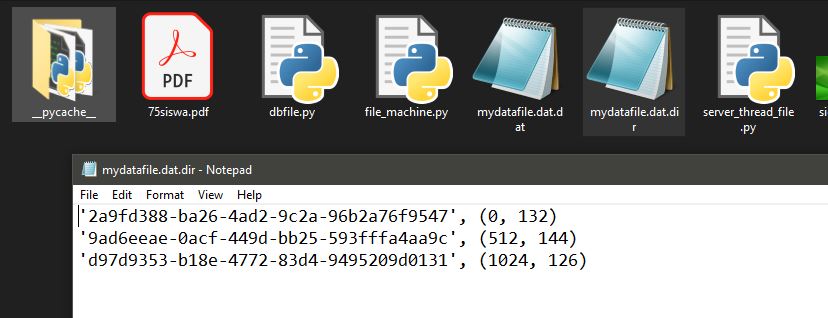 PDF
__pycache__
75siswa.pdf
dbfile.py
file_machine.py
mydatafile.dat.d
at
mydatafile.dat.di
r
server_thread_file
.py
si
mydatafile.dat.dir - Notepad
File Edit Format View Help
'2a9fd388-ba26-4ad2-9c2a-96b2a76f9547', (0, 132)
'9ad6eeae-0acf-449d-bb25-593fffa4aa9c', (512, 144)
'd97d9353-b18e-4772-83d4-9495209d0131', (1024, 126)